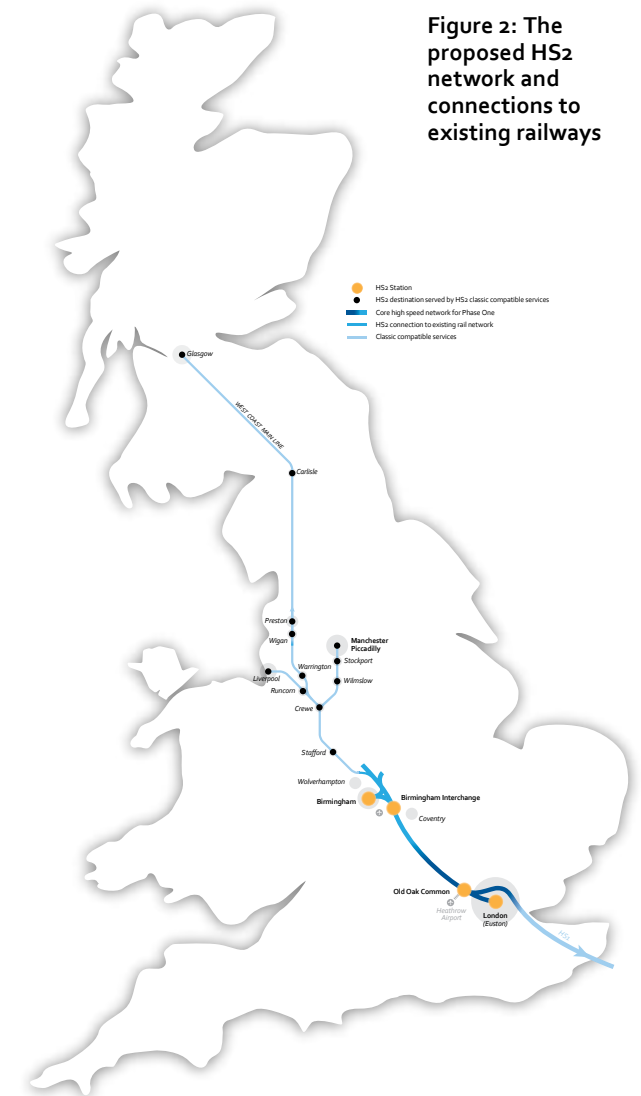 Figure 2: The
proposed HS2
network and
connections to
existing railways
HS2 Station
HS2 destination served by HS2 classic compatible services
Core high speed network for Phase One
HS2 connection to existing rail network
Classic compatible services
Glasgow
WEST COAST MAIN LINE
Carlisle
Preston
Wigan
Manchester
Piccadilly
Stockport
Warrington
Liverpool
Wilmslow
Runcorn
Crewe
Stafford
Wolverhampton
Birmingham
Birmingham Interchange
Coventry
Old Oak Common
Heathrow
Airport
London
(Euston)
HS1